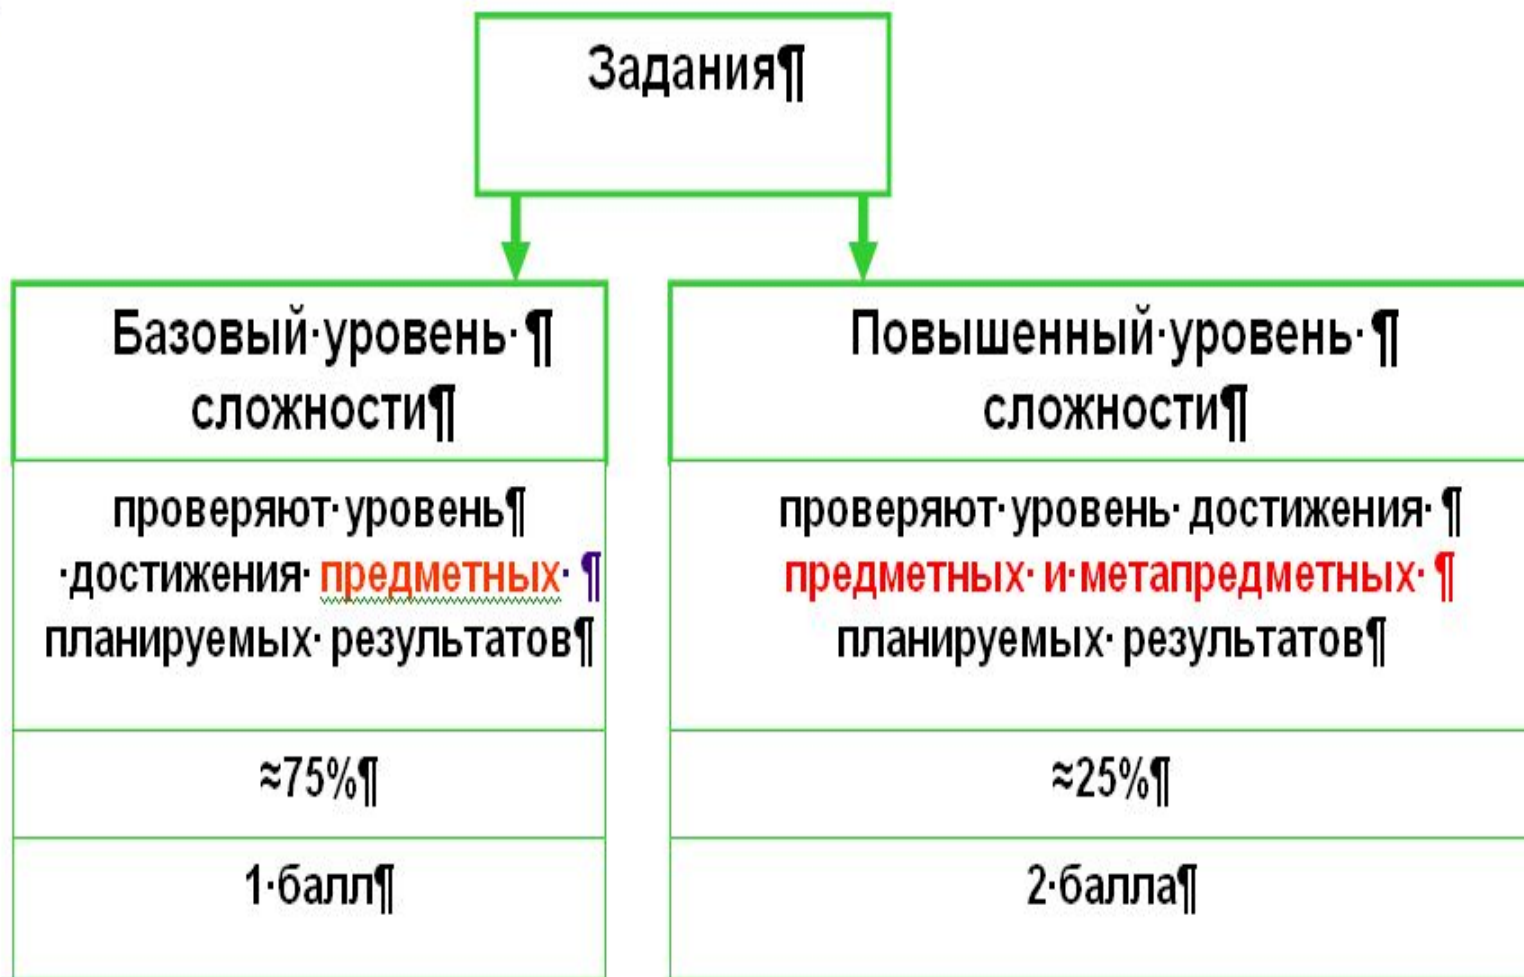 Задания¶
Базовый·уровень·¶
сложности¶
проверяют·уровень¶
·достижения·предметных·¶
планируемых·результатов¶
≈75%¶
1·балл¶
Повышенный·уровень·¶
сложности¶
проверяют·уровень·достижения·¶
предметных·и·метапредметных·¶
планируемых·результатов¶
≈25%¶
2·балла¶